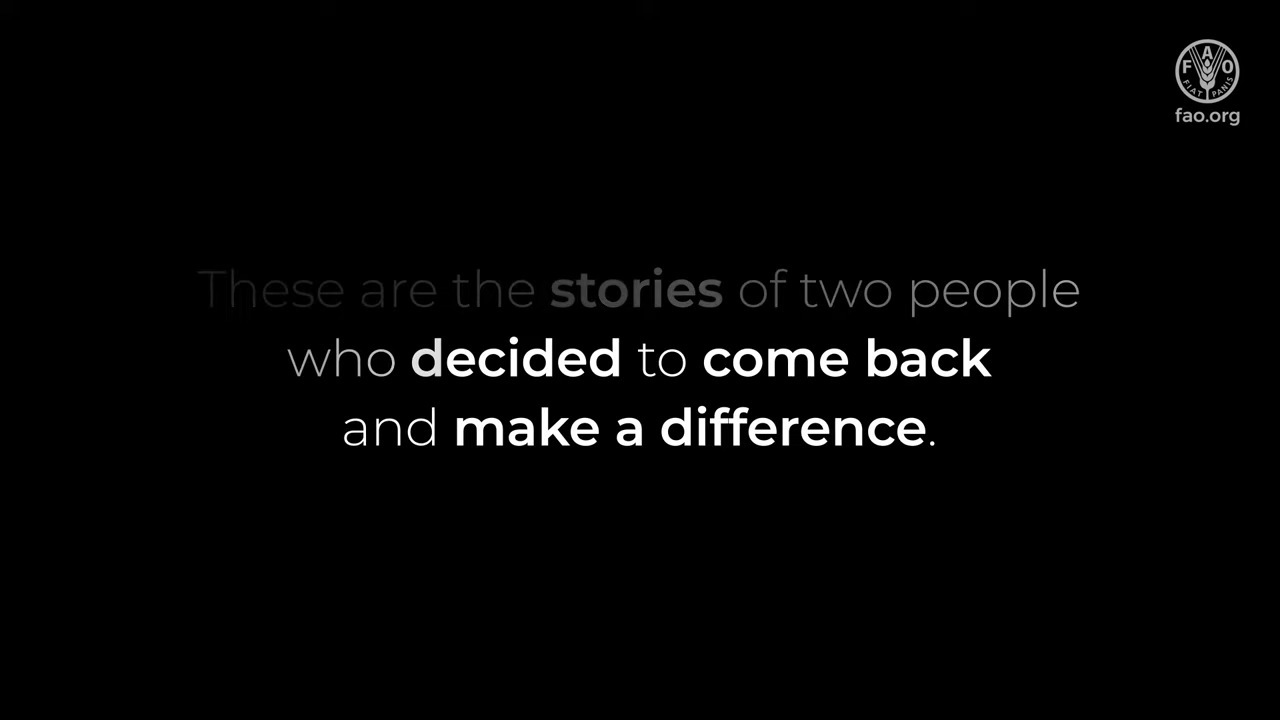 F A O
FIAT PANIS
fao.org
These are the stories of two people
who decided to come back
and make a difference.